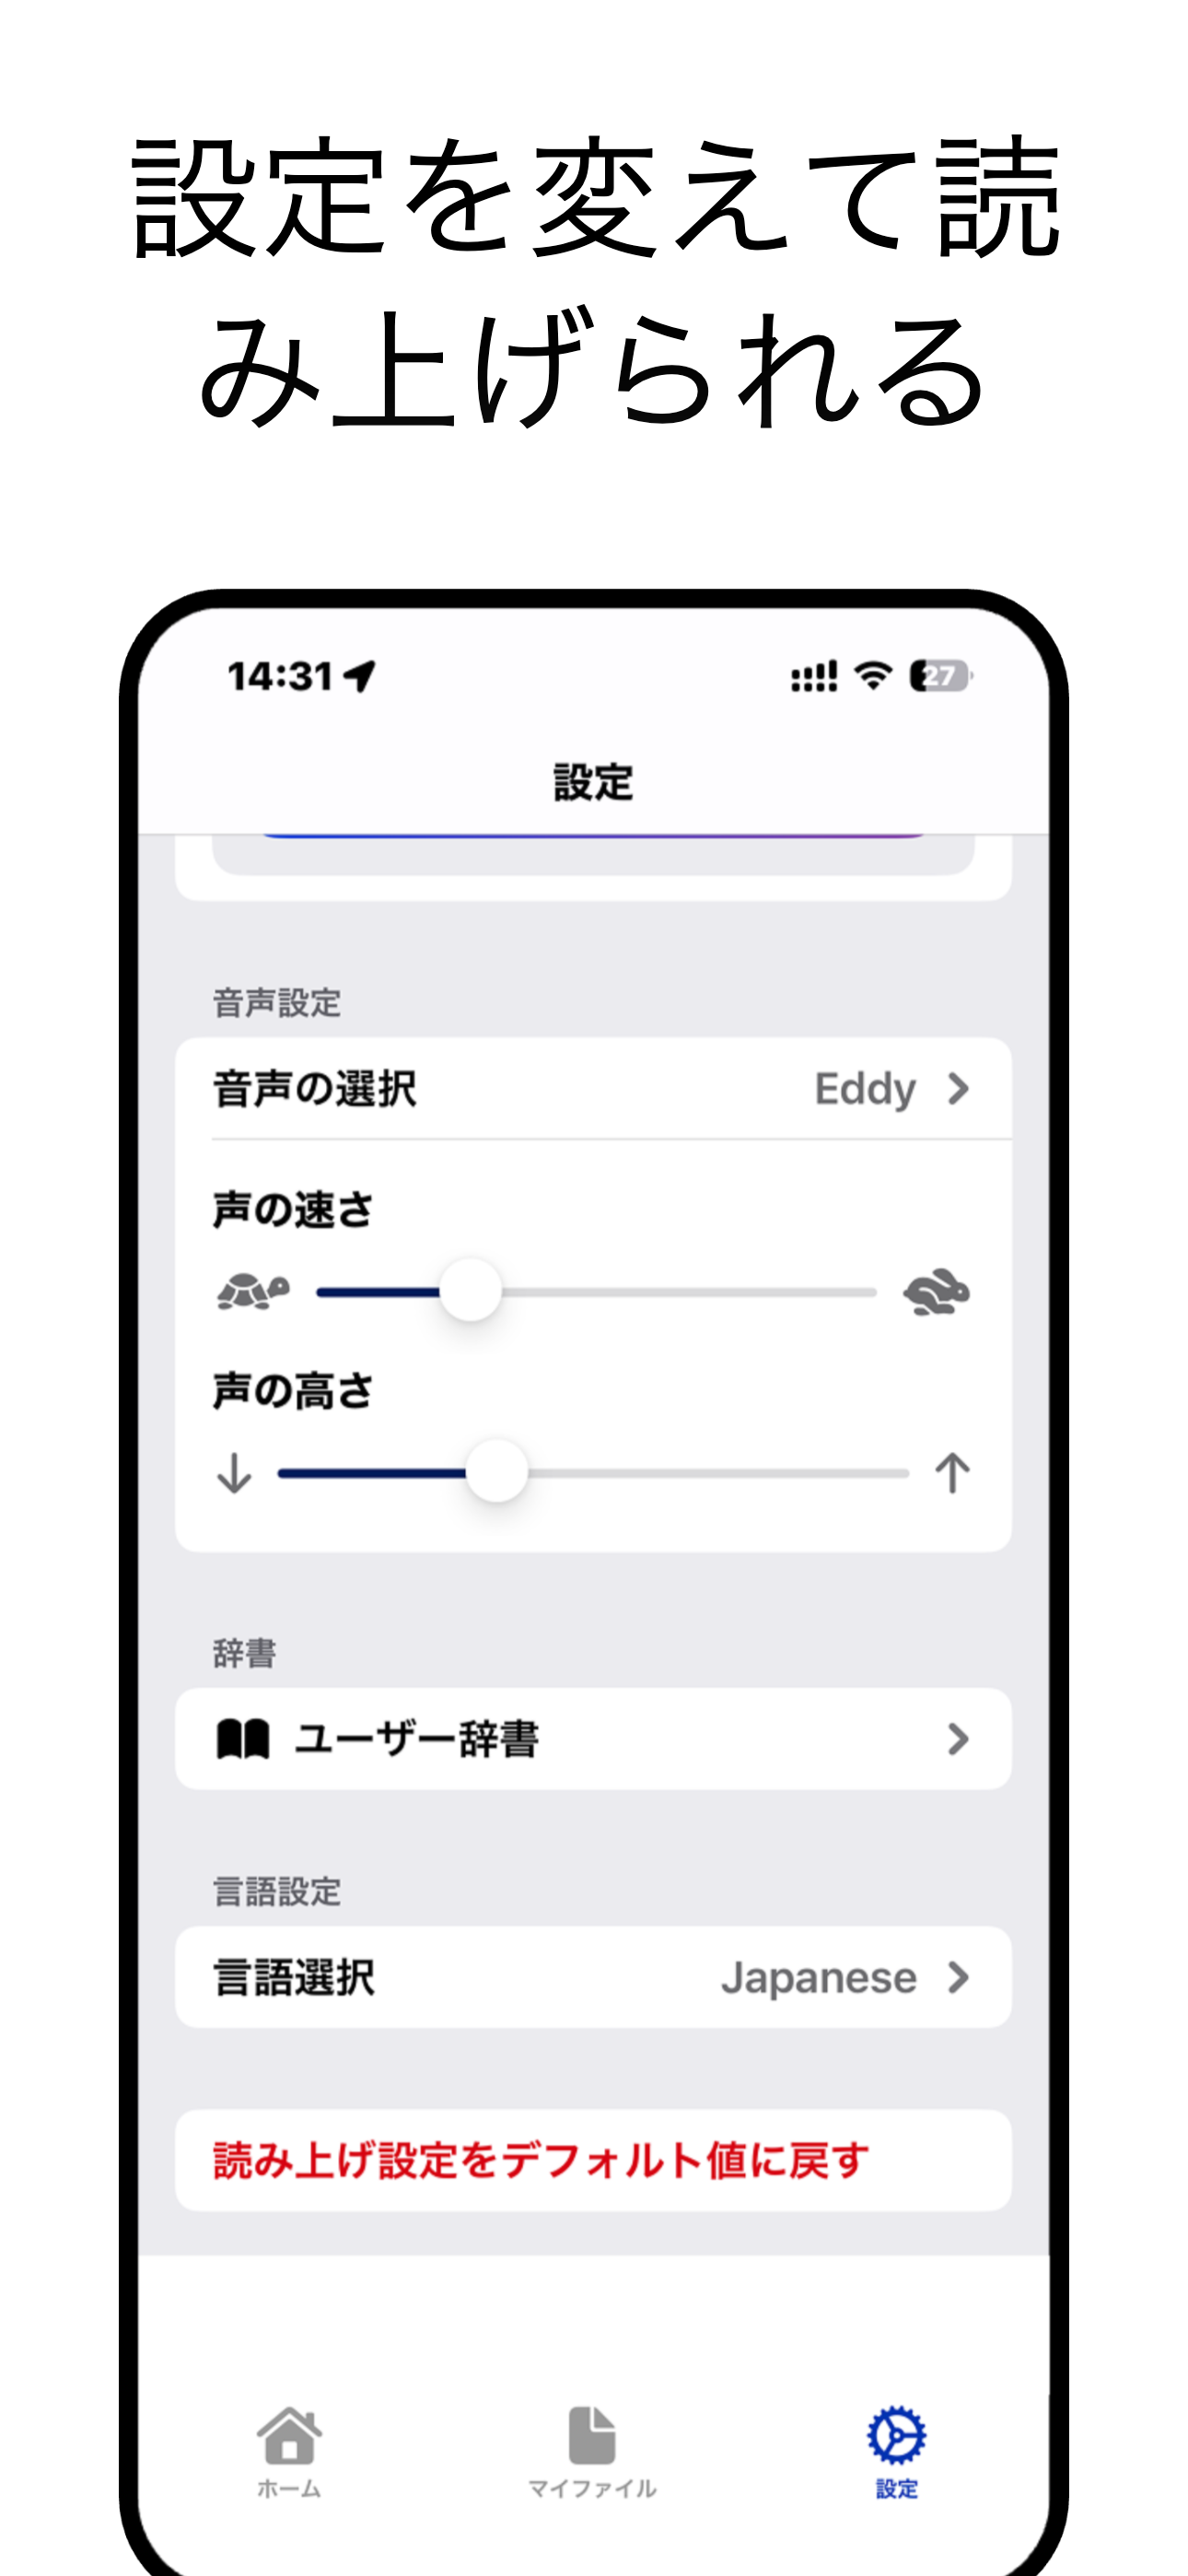 設定を変えて読
み上げられる
14:31
27
設定
音声設定
音声の選択 Eddy
声の速さ
声の高さ
辞書
ユーザー辞書
言語設定
言語選択 Japanese
読み上げ設定をデフォルト値に戻す
ホーム マイファイル 設定